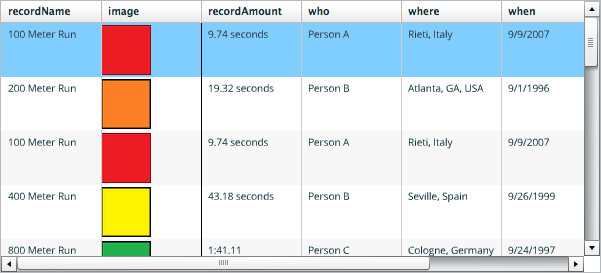 recordName image recordAmount who where when
100 Meter Run 9.74 seconds Person A Rieti, Italy 9/9/2007
200 Meter Run 19.32 seconds Person B Atlanta, GA, USA 9/1/1996
100 Meter Run 9.74 seconds Person A Rieti, Italy 9/9/2007
400 Meter Run 43.18 seconds Person B Seville, Spain 9/26/1999
800 Meter Run 1:41.11 Person C Cologne, Germany 9/24/1997